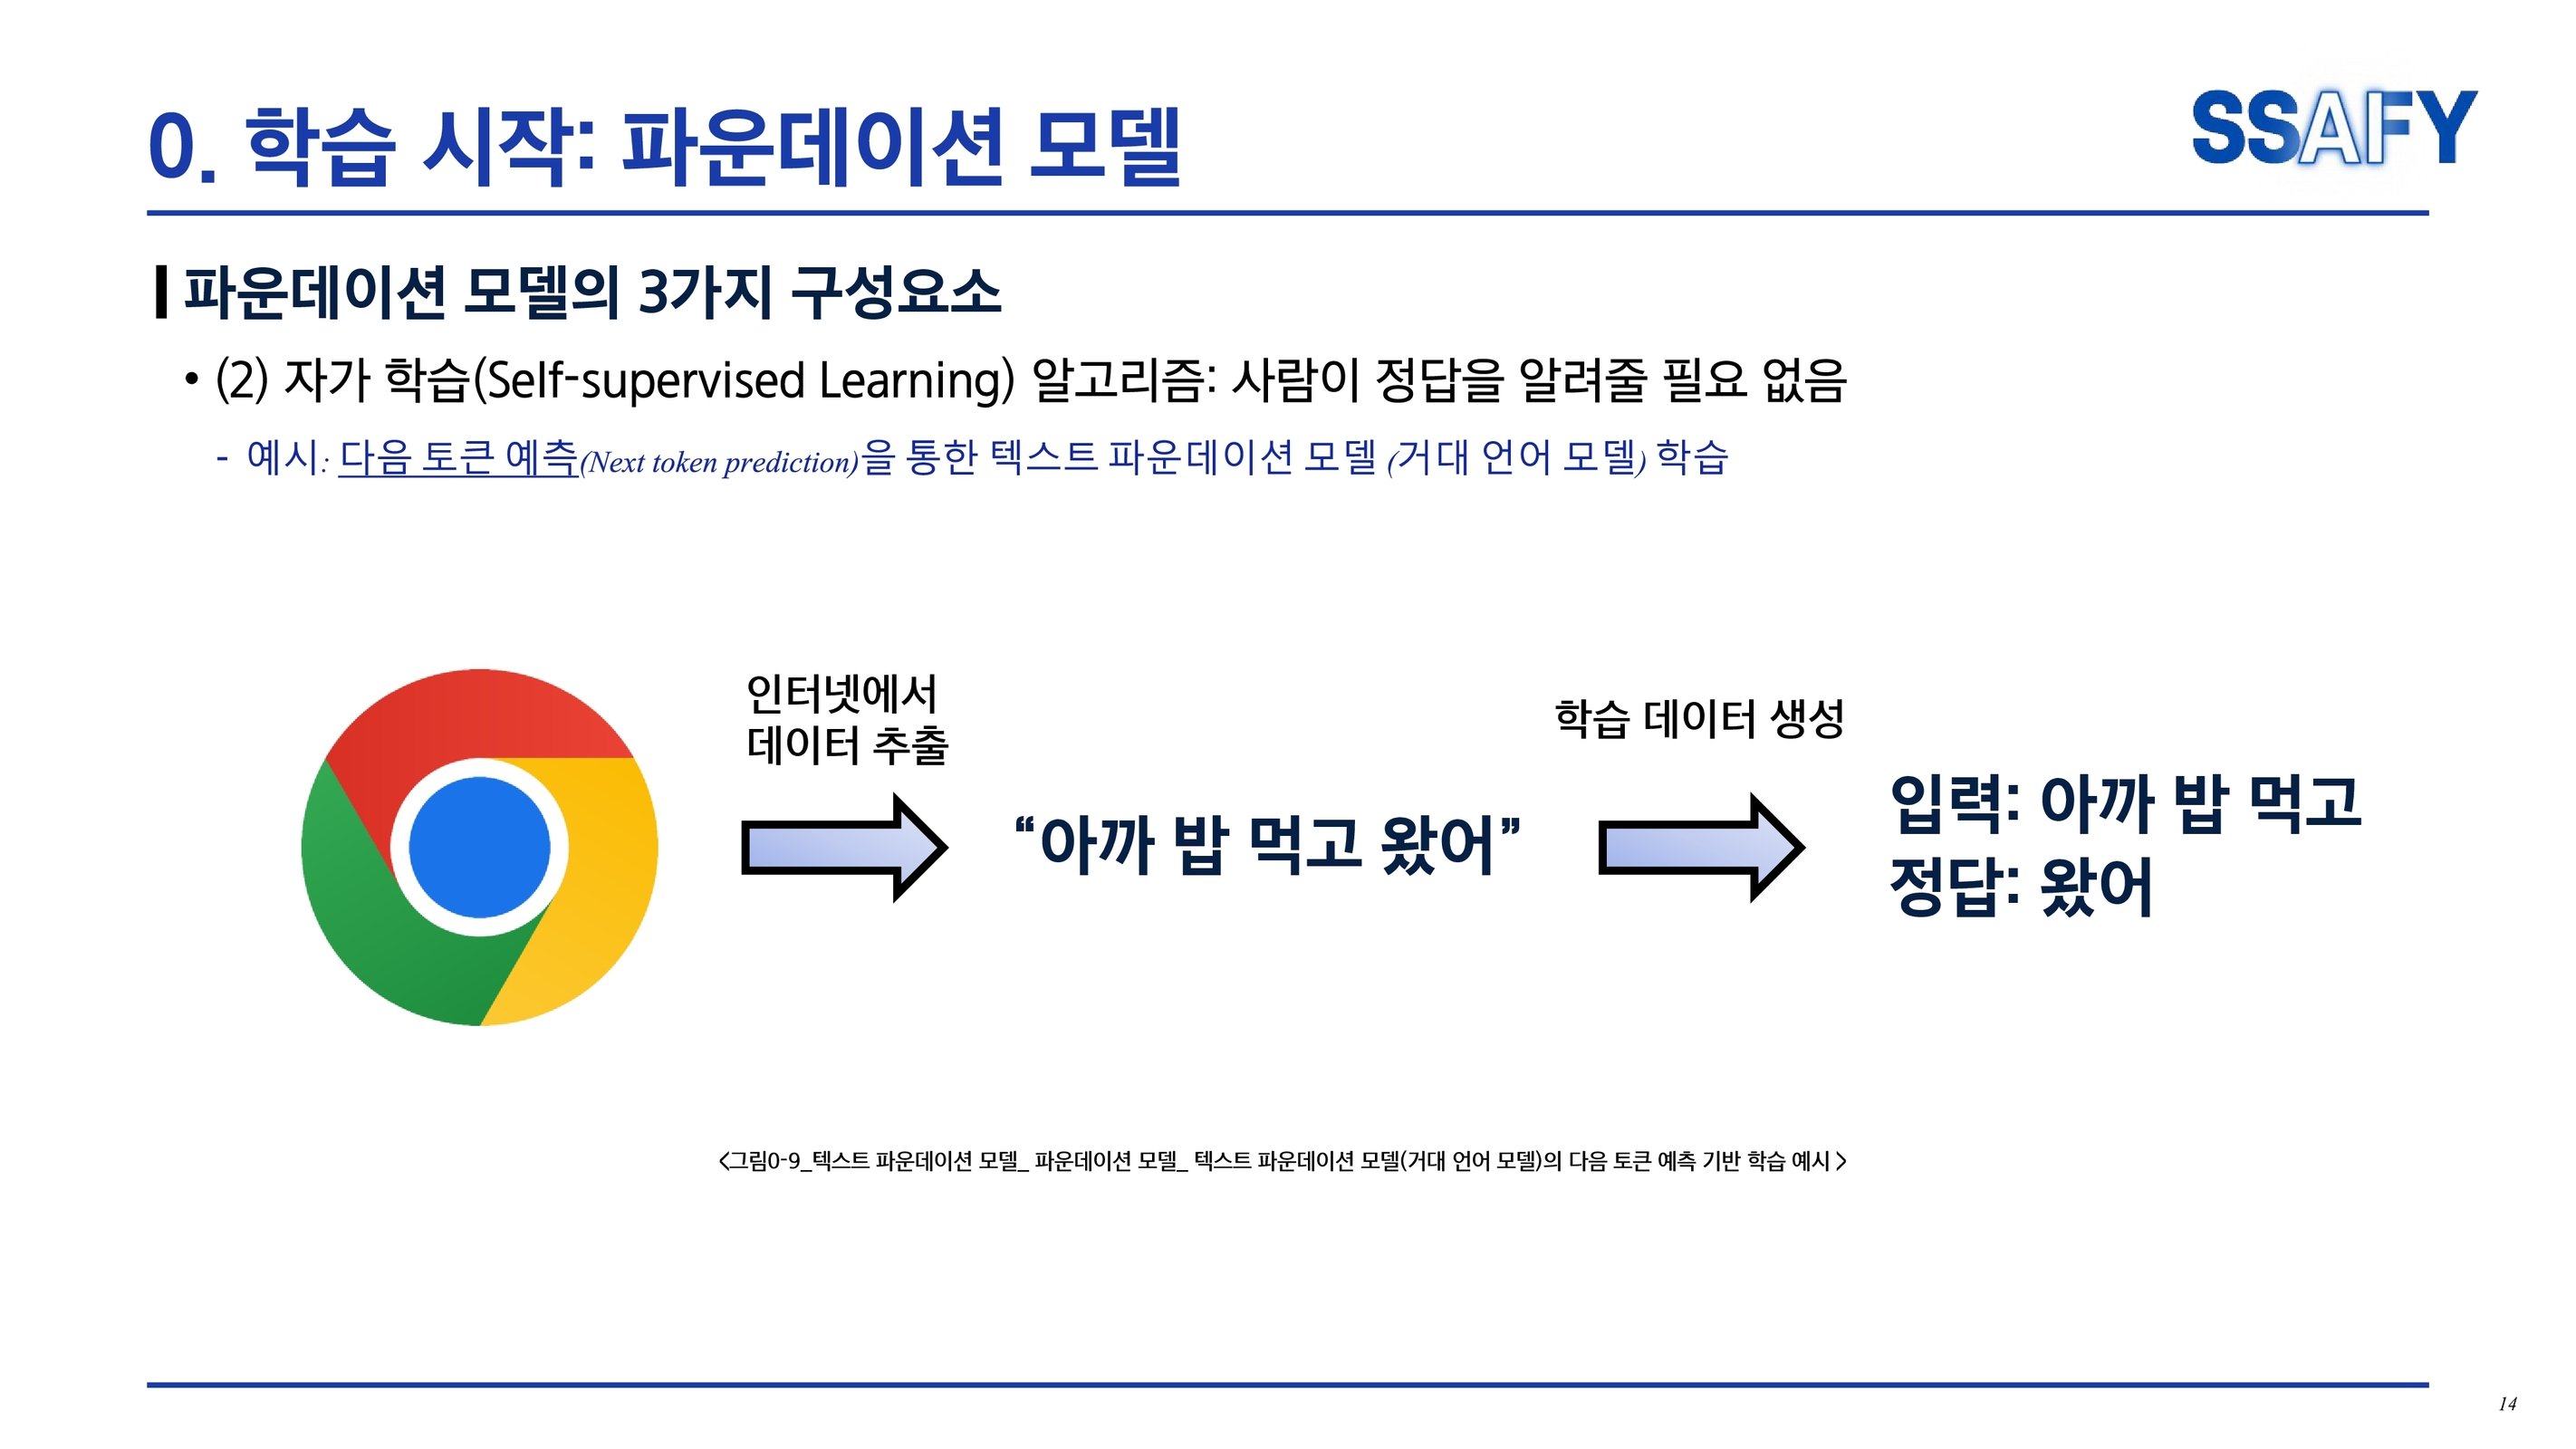 0. 학습 시작: 파운데이션 모델
SSAFY
파운데이션 모델의 3가지 구성요소
• (2) 자가 학습(Self-supervised Learning) 알고리즘: 사람이 정답을 알려줄 필요 없음
- 예시: 다음 토큰 예측(Next token prediction)을 통한 텍스트 파운데이션 모델 (거대 언어 모델) 학습
인터넷에서
데이터 추출
“아까 밥 먹고 왔어”
학습 데이터 생성
입력: 아까 밥 먹고
정답: 왔어
<그림0-9_텍스트 파운데이션 모델_ 파운데이션 모델_ 텍스트 파운데이션 모델(거대 언어 모델)의 다음 토큰 예측 기반 학습 예시 >
14